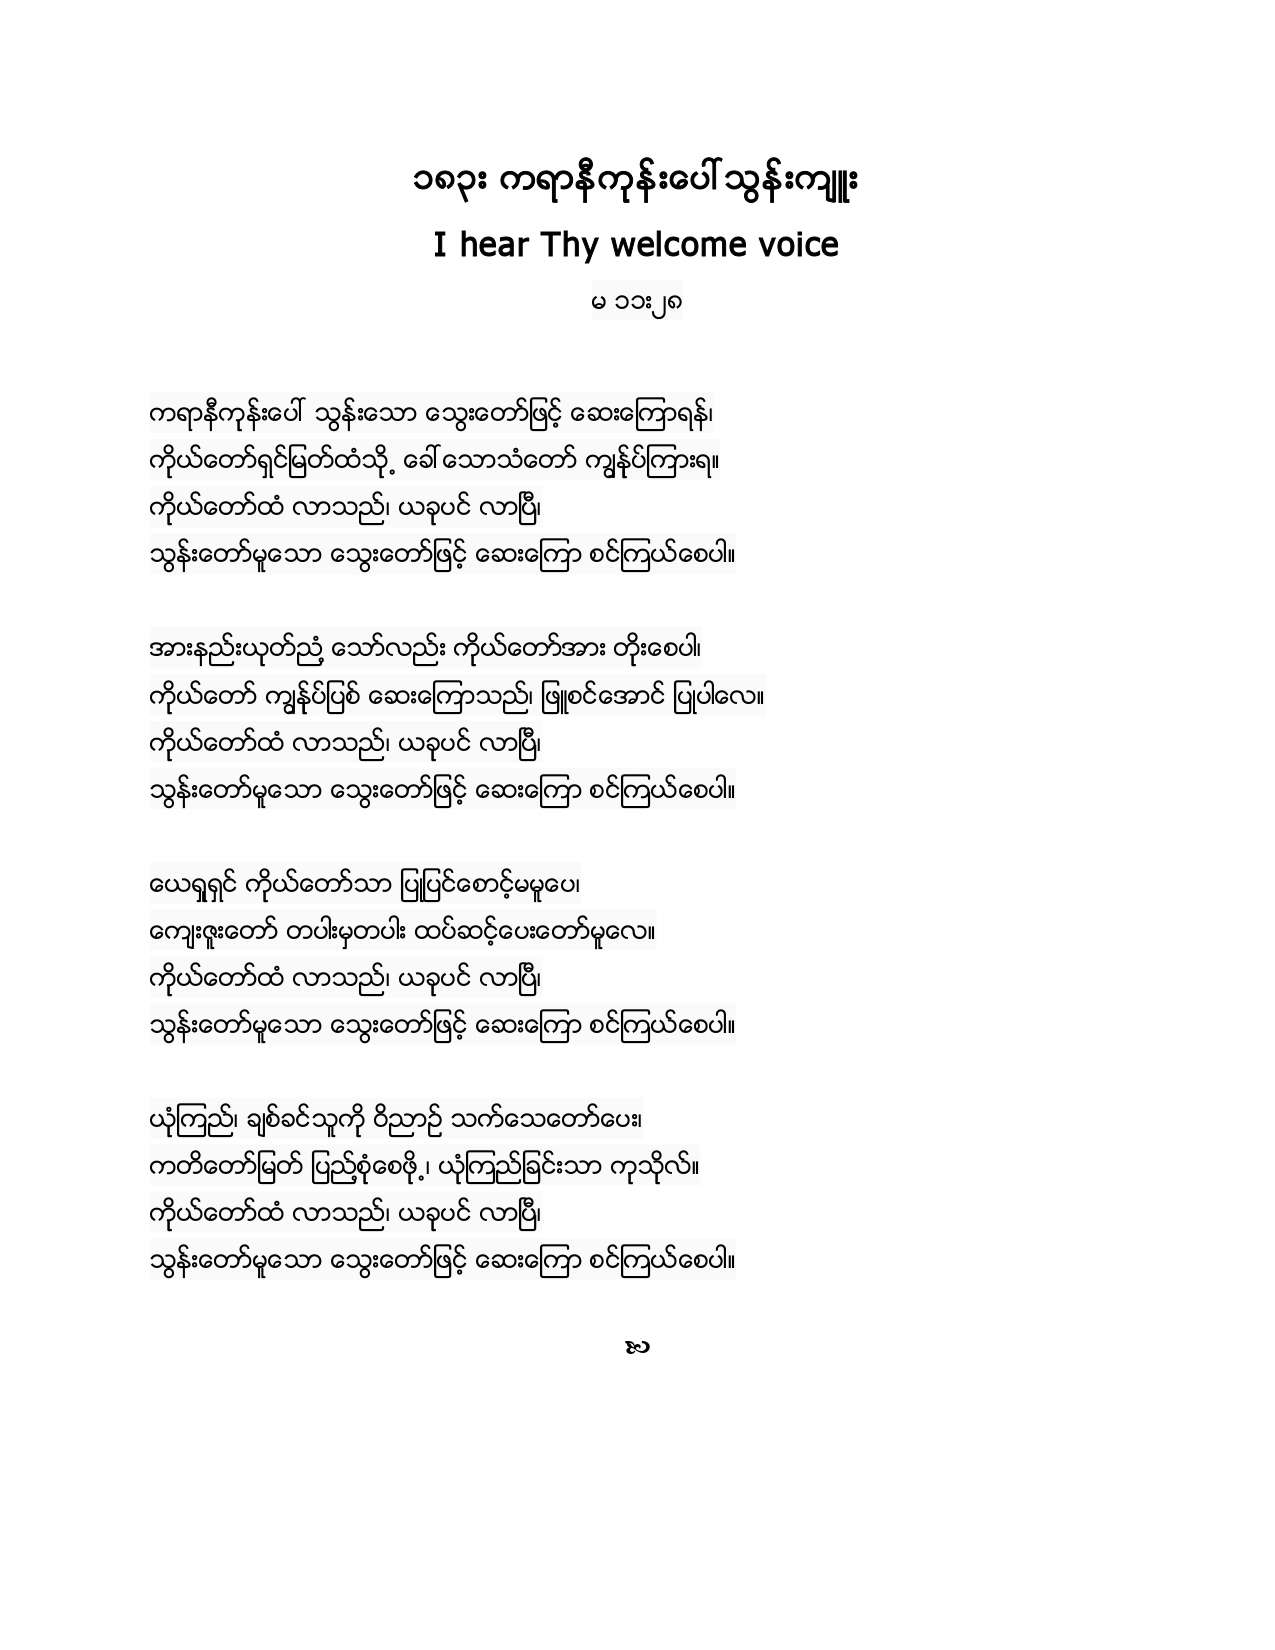 ၁၈၃း ကရာနီကုန်းပေါ်သွန်းကျူး
I hear Thy welcome voice
မ ၁၁း၂၈
ကရာနီကုန်းပေါ် သွန်းသော သွေးတော်ဖြင့် ဆေးကြောရန်၊
ကိုယ်တော်ရှင်မြတ်ထံသို့ ခေါ်သောသံတော် ကျွန်ုပ်ကြားရ။
ကိုယ်တော်ထံ လာသည်၊ ယခုပင် လာပြီ၊
သွန်းတော်မူသော သွေးတော်ဖြင့် ဆေးကြော စင်ကြယ်စေပါ။
အားနည်းယုတ်ညံ့ သော်လည်း ကိုယ်တော်အား တိုးစေပါ၊
ကိုယ်တော် ကျွန်ုပ်ပြစ် ဆေးကြောသည်၊ ဖြူစင်အောင် ပြုပါလေ။
ကိုယ်တော်ထံ လာသည်၊ ယခုပင် လာပြီ၊
သွန်းတော်မူသော သွေးတော်ဖြင့် ဆေးကြော စင်ကြယ်စေပါ။
ယေရှုရှင် ကိုယ်တော်သာ ပြုပြင်စောင့်မမူပေ၊
ကျေးဇူးတော် တပါးမှတပါး ထပ်ဆင့်ပေးတော်မူလေ။
ကိုယ်တော်ထံ လာသည်၊ ယခုပင် လာပြီ၊
သွန်းတော်မူသော သွေးတော်ဖြင့် ဆေးကြော စင်ကြယ်စေပါ။
ယုံကြည်၊ ချစ်ခင်သူကို ဝိညာဉ် သက်သေတော်ပေး၊
ကတိတော်မြတ် ပြည့်စုံစေဖို့၊ ယုံကြည်ခြင်းသာ ကုသိုလ်။
ကိုယ်တော်ထံ လာသည်၊ ယခုပင် လာပြီ၊
သွန်းတော်မူသော သွေးတော်ဖြင့် ဆေးကြော စင်ကြယ်စေပါ။